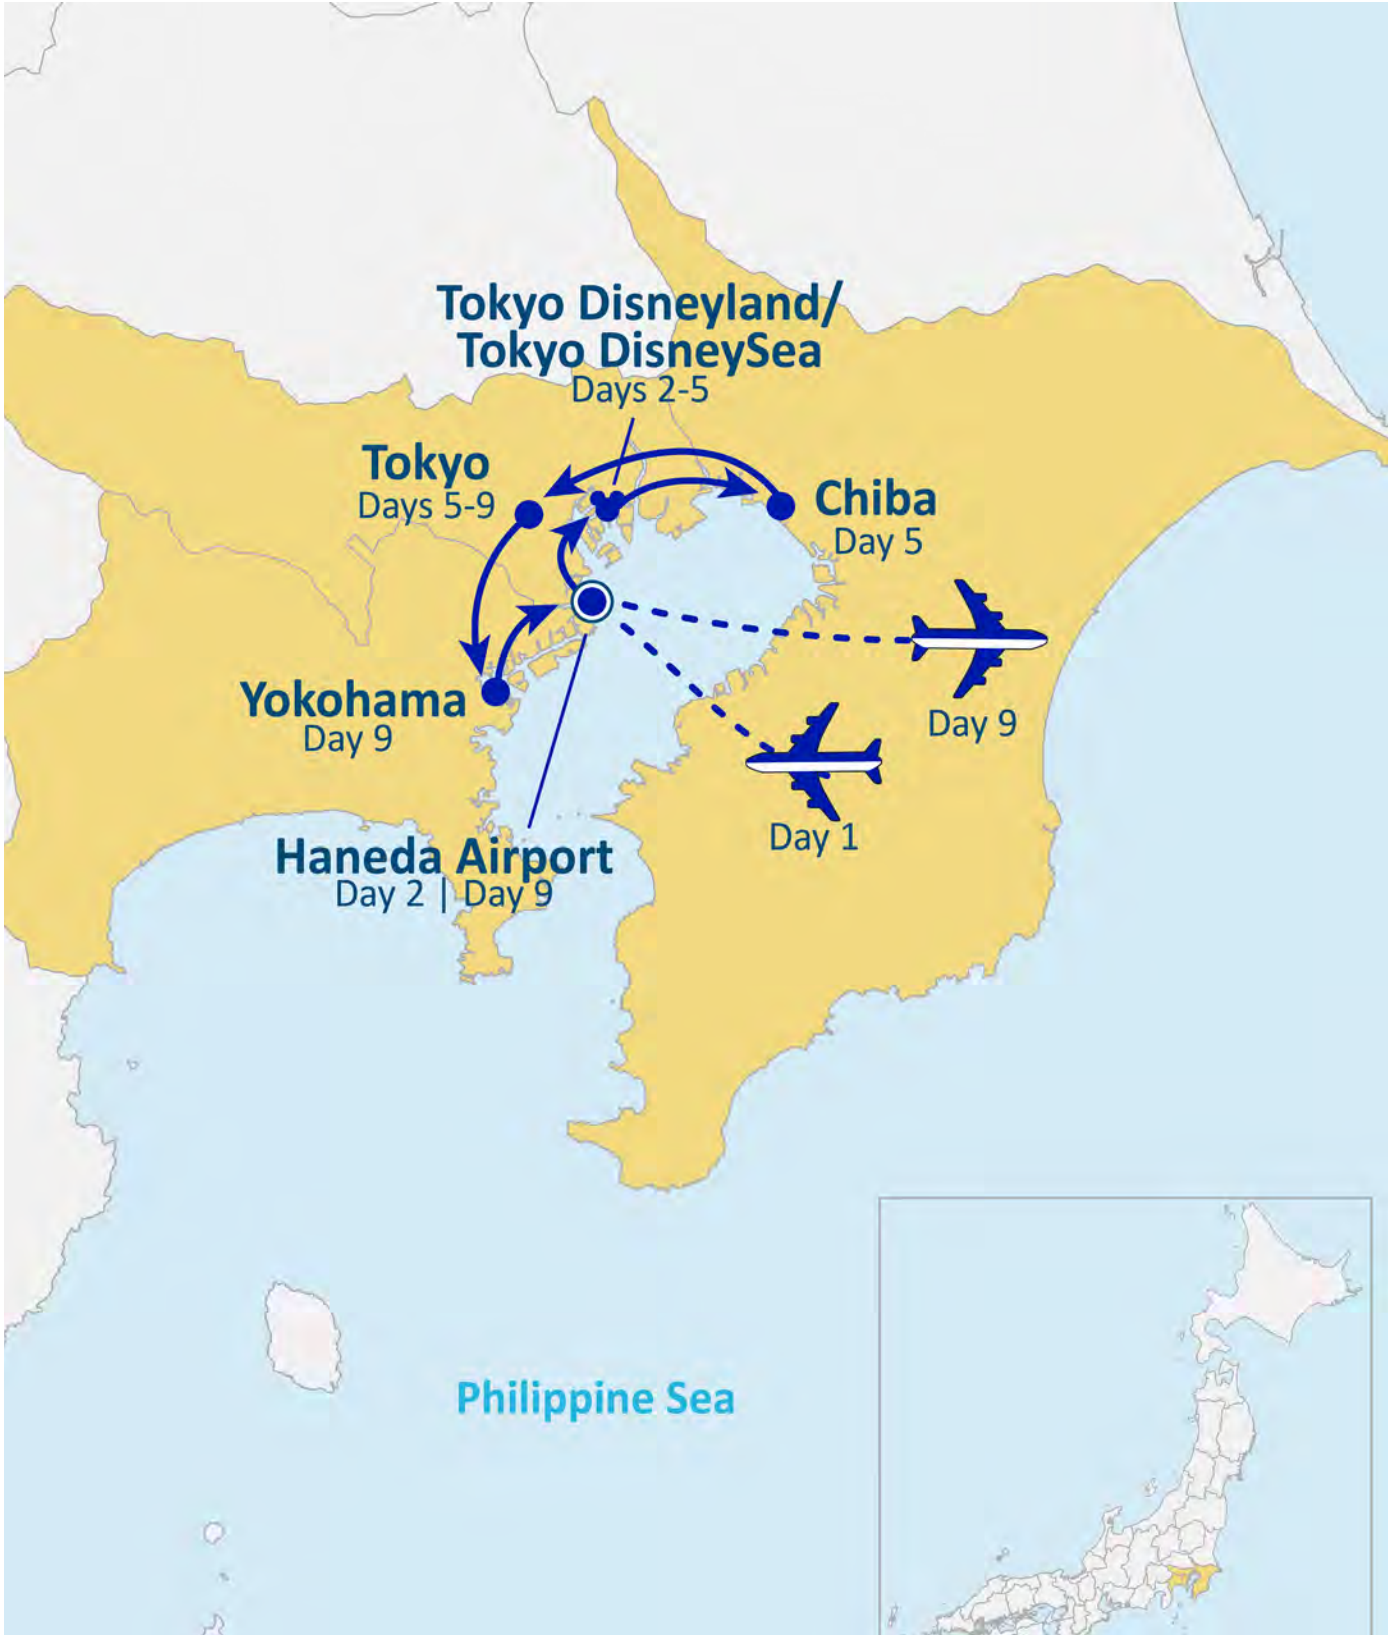 Tokyo Disneyland/
Tokyo DisneySea
Days 2-5
Tokyo
Days 5-9
Chiba
Day 5
Yokohama
Day 9
Day 9
Day 1
Haneda Airport
Day 2 | Day 9
Philippine Sea